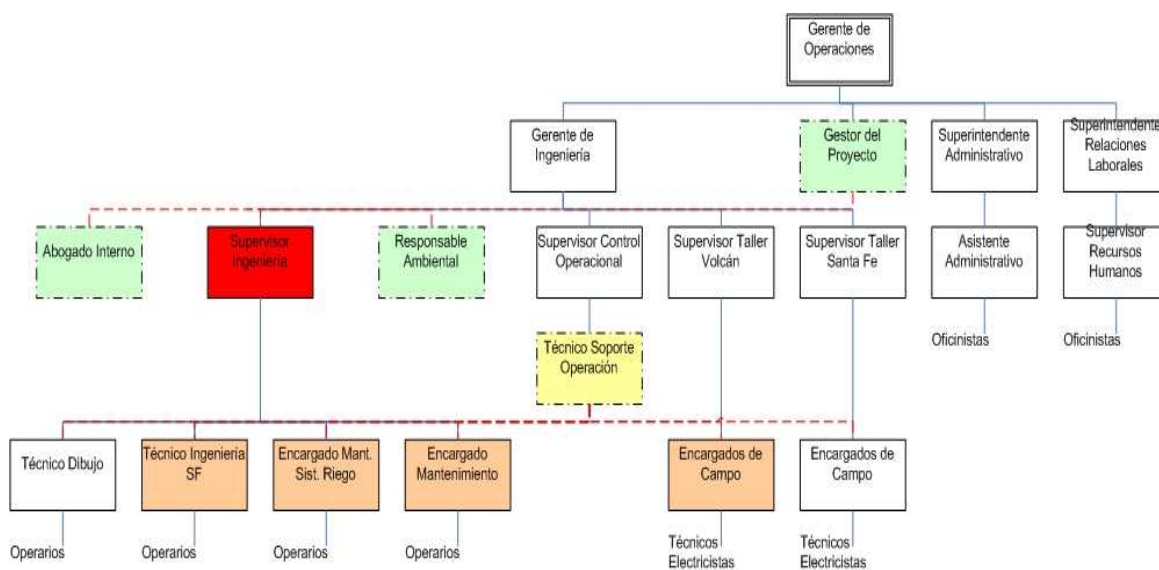 Gerente de
Operaciones
Gerente de
Ingeniería
Gestor del
Proyecto
Superintendente
Administrativo
Superintendente
Relaciones
Laborales
Abogado Interno
Supervisor
Ingeniería
Responsable
Ambiental
Supervisor Control
Operacional
Supervisor Taller
Volcán
Supervisor Taller
Santa Fe
Asistente
Administrativo
Supervisor
Recursos
Humanos
Oficinistas
Oficinistas
Técnico Soporte
Operación
Técnico Dibujo
Técnico Ingenieria
SF
Encargado Mant.
Sist. Riego
Encargado
Mantenimiento
Encargados de
Campo
Encargados de
Campo
Operarios
Operarios
Operarios
Operarios
Técnicos
Electricistas
Técnicos
Electricistas